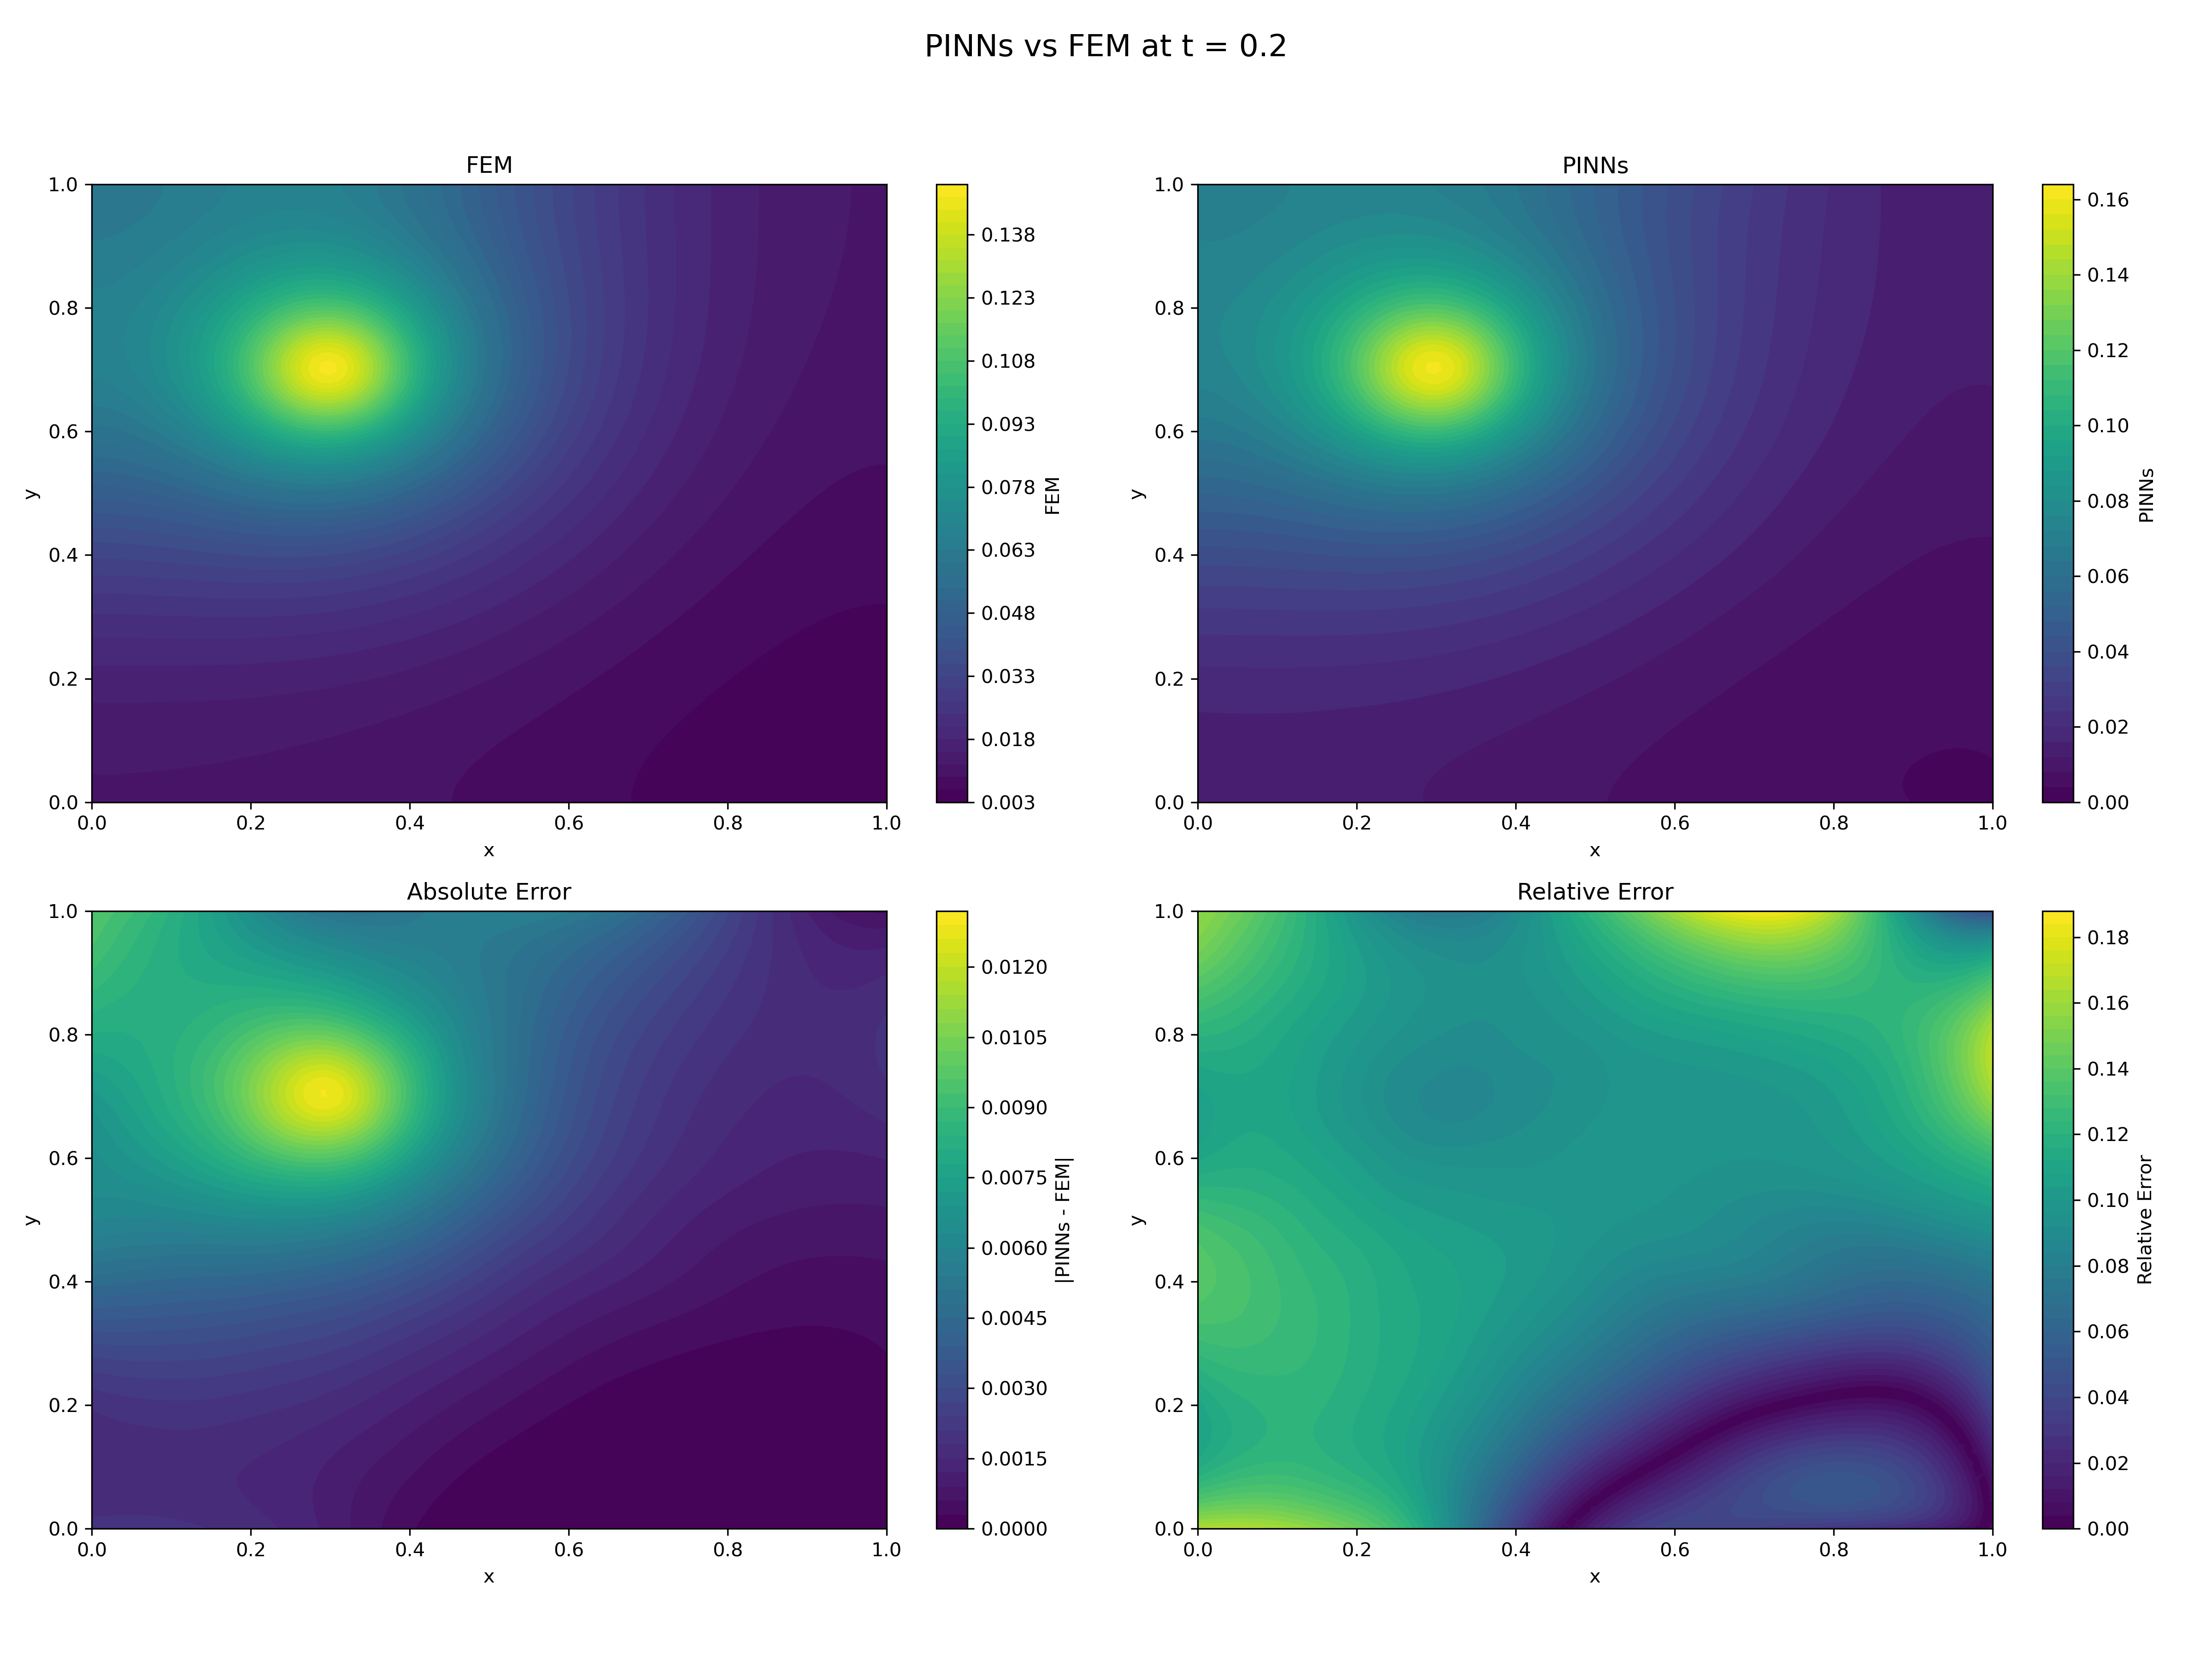 PINNs vs FEM at t = 0.2
FEM
1.0
0.8
0.6
0.4
0.2
0.0
y
0.0 0.2 0.4 0.6 0.8 1.0
x
0.138
0.123
0.108
0.093
0.078
0.063
0.048
0.033
0.018
0.003
FEM
PINNs
1.0
0.8
0.6
0.4
0.2
0.0
y
0.0 0.2 0.4 0.6 0.8 1.0
x
0.16
0.14
0.12
0.10
0.08
0.06
0.04
0.02
0.00
PINNs
Absolute Error
1.0
0.8
0.6
0.4
0.2
0.0
y
0.0 0.2 0.4 0.6 0.8 1.0
x
0.0120
0.0105
0.0090
0.0075
0.0060
0.0045
0.0030
0.0015
0.0000
|PINNs - FEM|
Relative Error
1.0
0.8
0.6
0.4
0.2
0.0
y
0.0 0.2 0.4 0.6 0.8 1.0
x
0.18
0.16
0.14
0.12
0.10
0.08
0.06
0.04
0.02
0.00
Relative Error